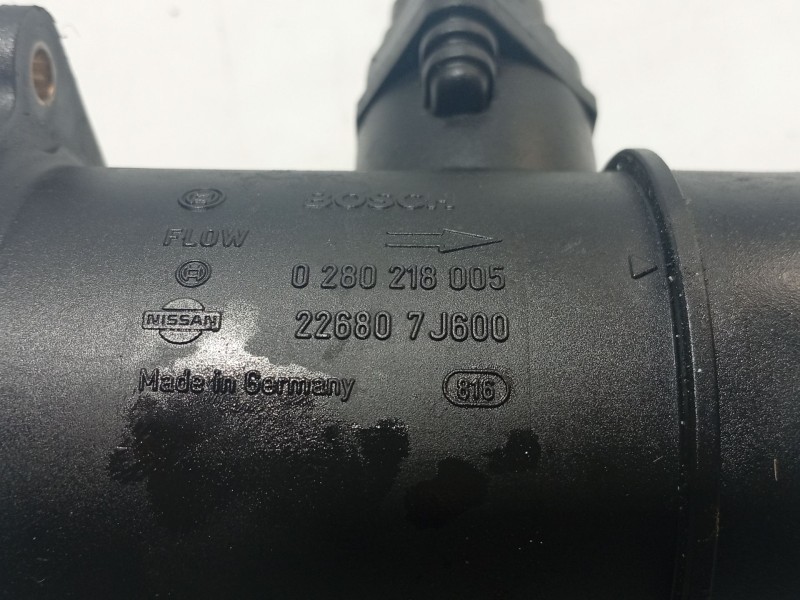 BOSCH
FLOW
0 280 218 005
NISSAN
22680 7J600
Made in Germany
816